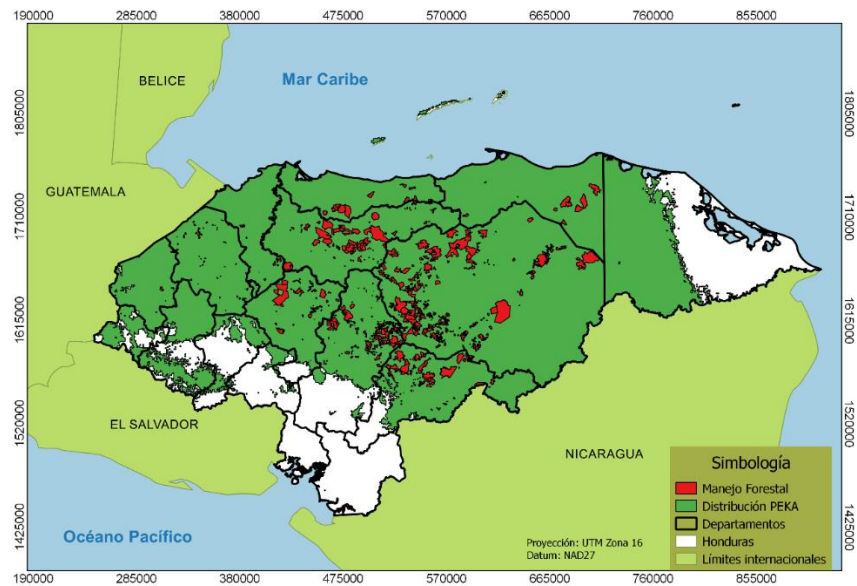 190000 285000 380000 475000 570000 665000 760000 855000
BELICE
Mar Caribe
1805000 1805000
GUATEMALA
1710000 1710000
1615000 1615000
1520000 1520000
EL SALVADOR
NICARAGUA
Simbología
Manejo Forestal
Distribución PEKA
Departamentos
Honduras
Límites internacionales
Océano Pacífico
Proyección: UTM Zona 16
Datum: NAD27
1425000 1425000
190000 285000 380000 475000 570000 665000 760000 855000